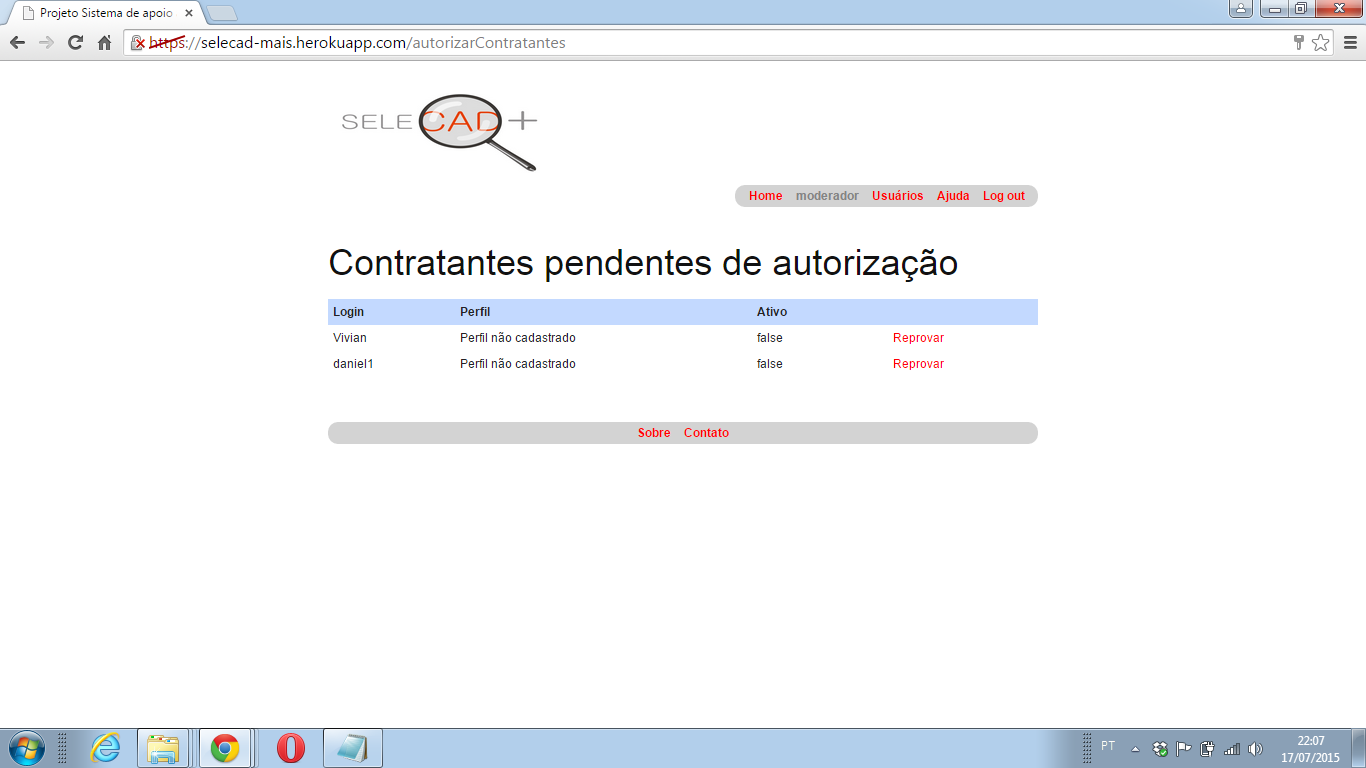 Projeto Sistema de apoio
https://selecad-mais.herokuapp.com/autorizarContratantes
SELECAD+
Home moderador Usuários Ajuda Log out
Contratantes pendentes de autorização
Login Perfil Ativo
Vivian Perfil não cadastrado false Reprovar
daniel1 Perfil não cadastrado false Reprovar
Sobre Contato
PT 22:07
17/07/2015